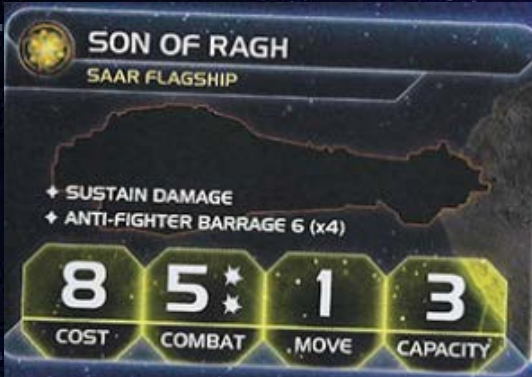 SON OF RAGH
SAAR FLAGSHIP
✦ SUSTAIN DAMAGE
✦ ANTI-FIGHTER BARRAGE 6 (x4)
8 5 1 3
COST COMBAT MOVE CAPACITY